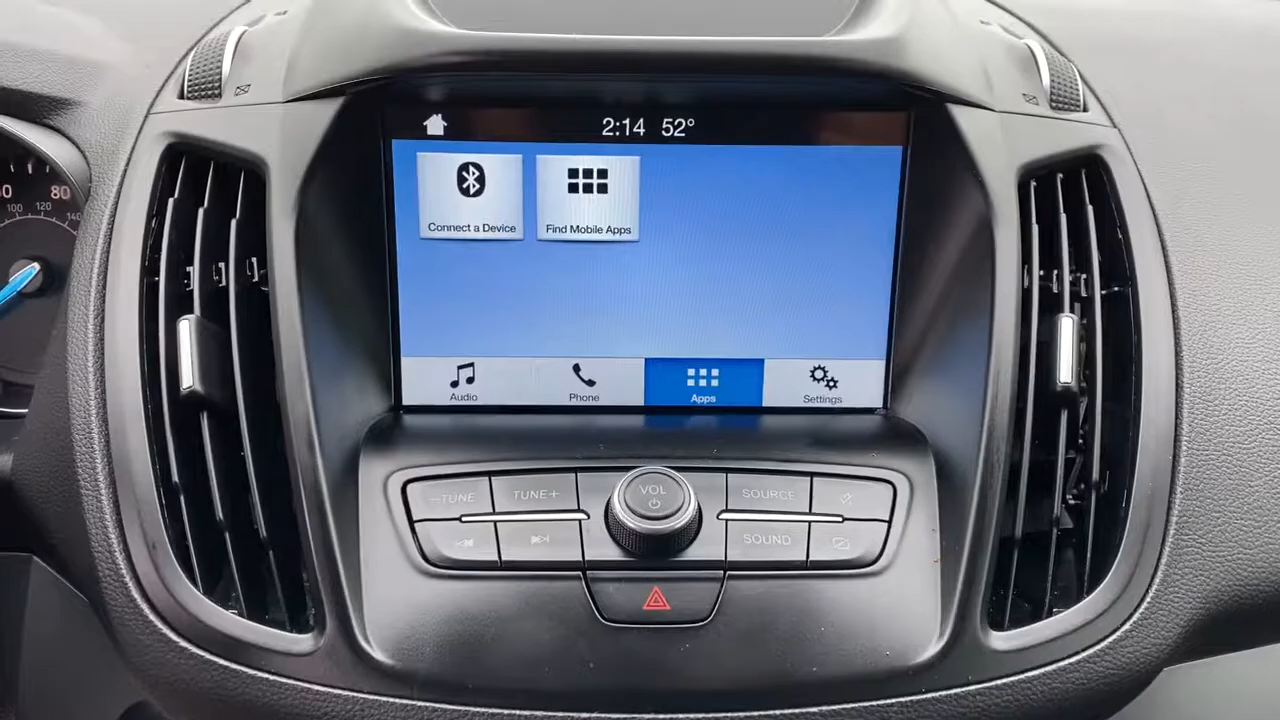 2:14 52°
Connect a Device
Find Mobile Apps
80
100 120 140
Audio
Phone
Apps
Settings
–TUNE
TUNE+
VOL
SOURCE
SOUND